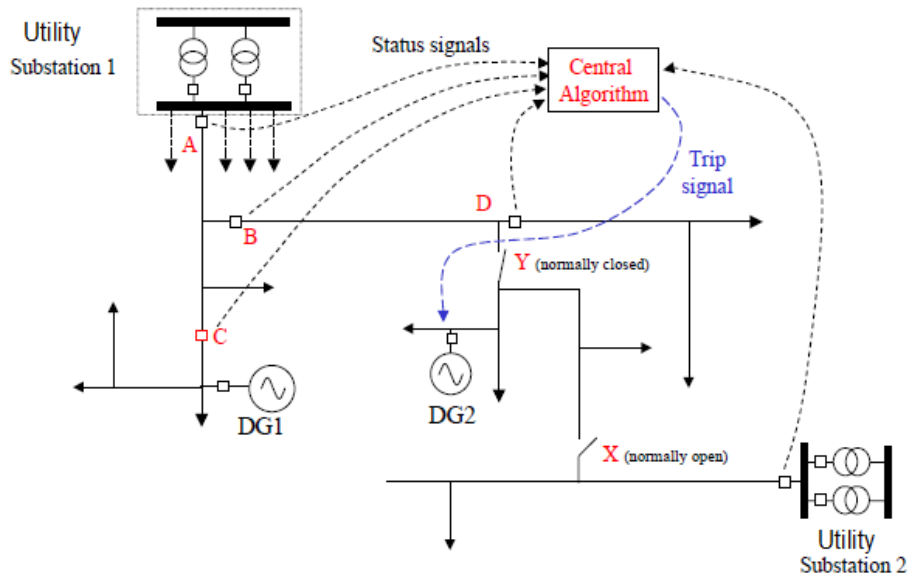 Utility
Substation 1
Status signals
Central
Algorithm
A
Trip
signal
D
B
Y (normally closed)
C
DG1
DG2
X (normally open)
Utility
Substation 2